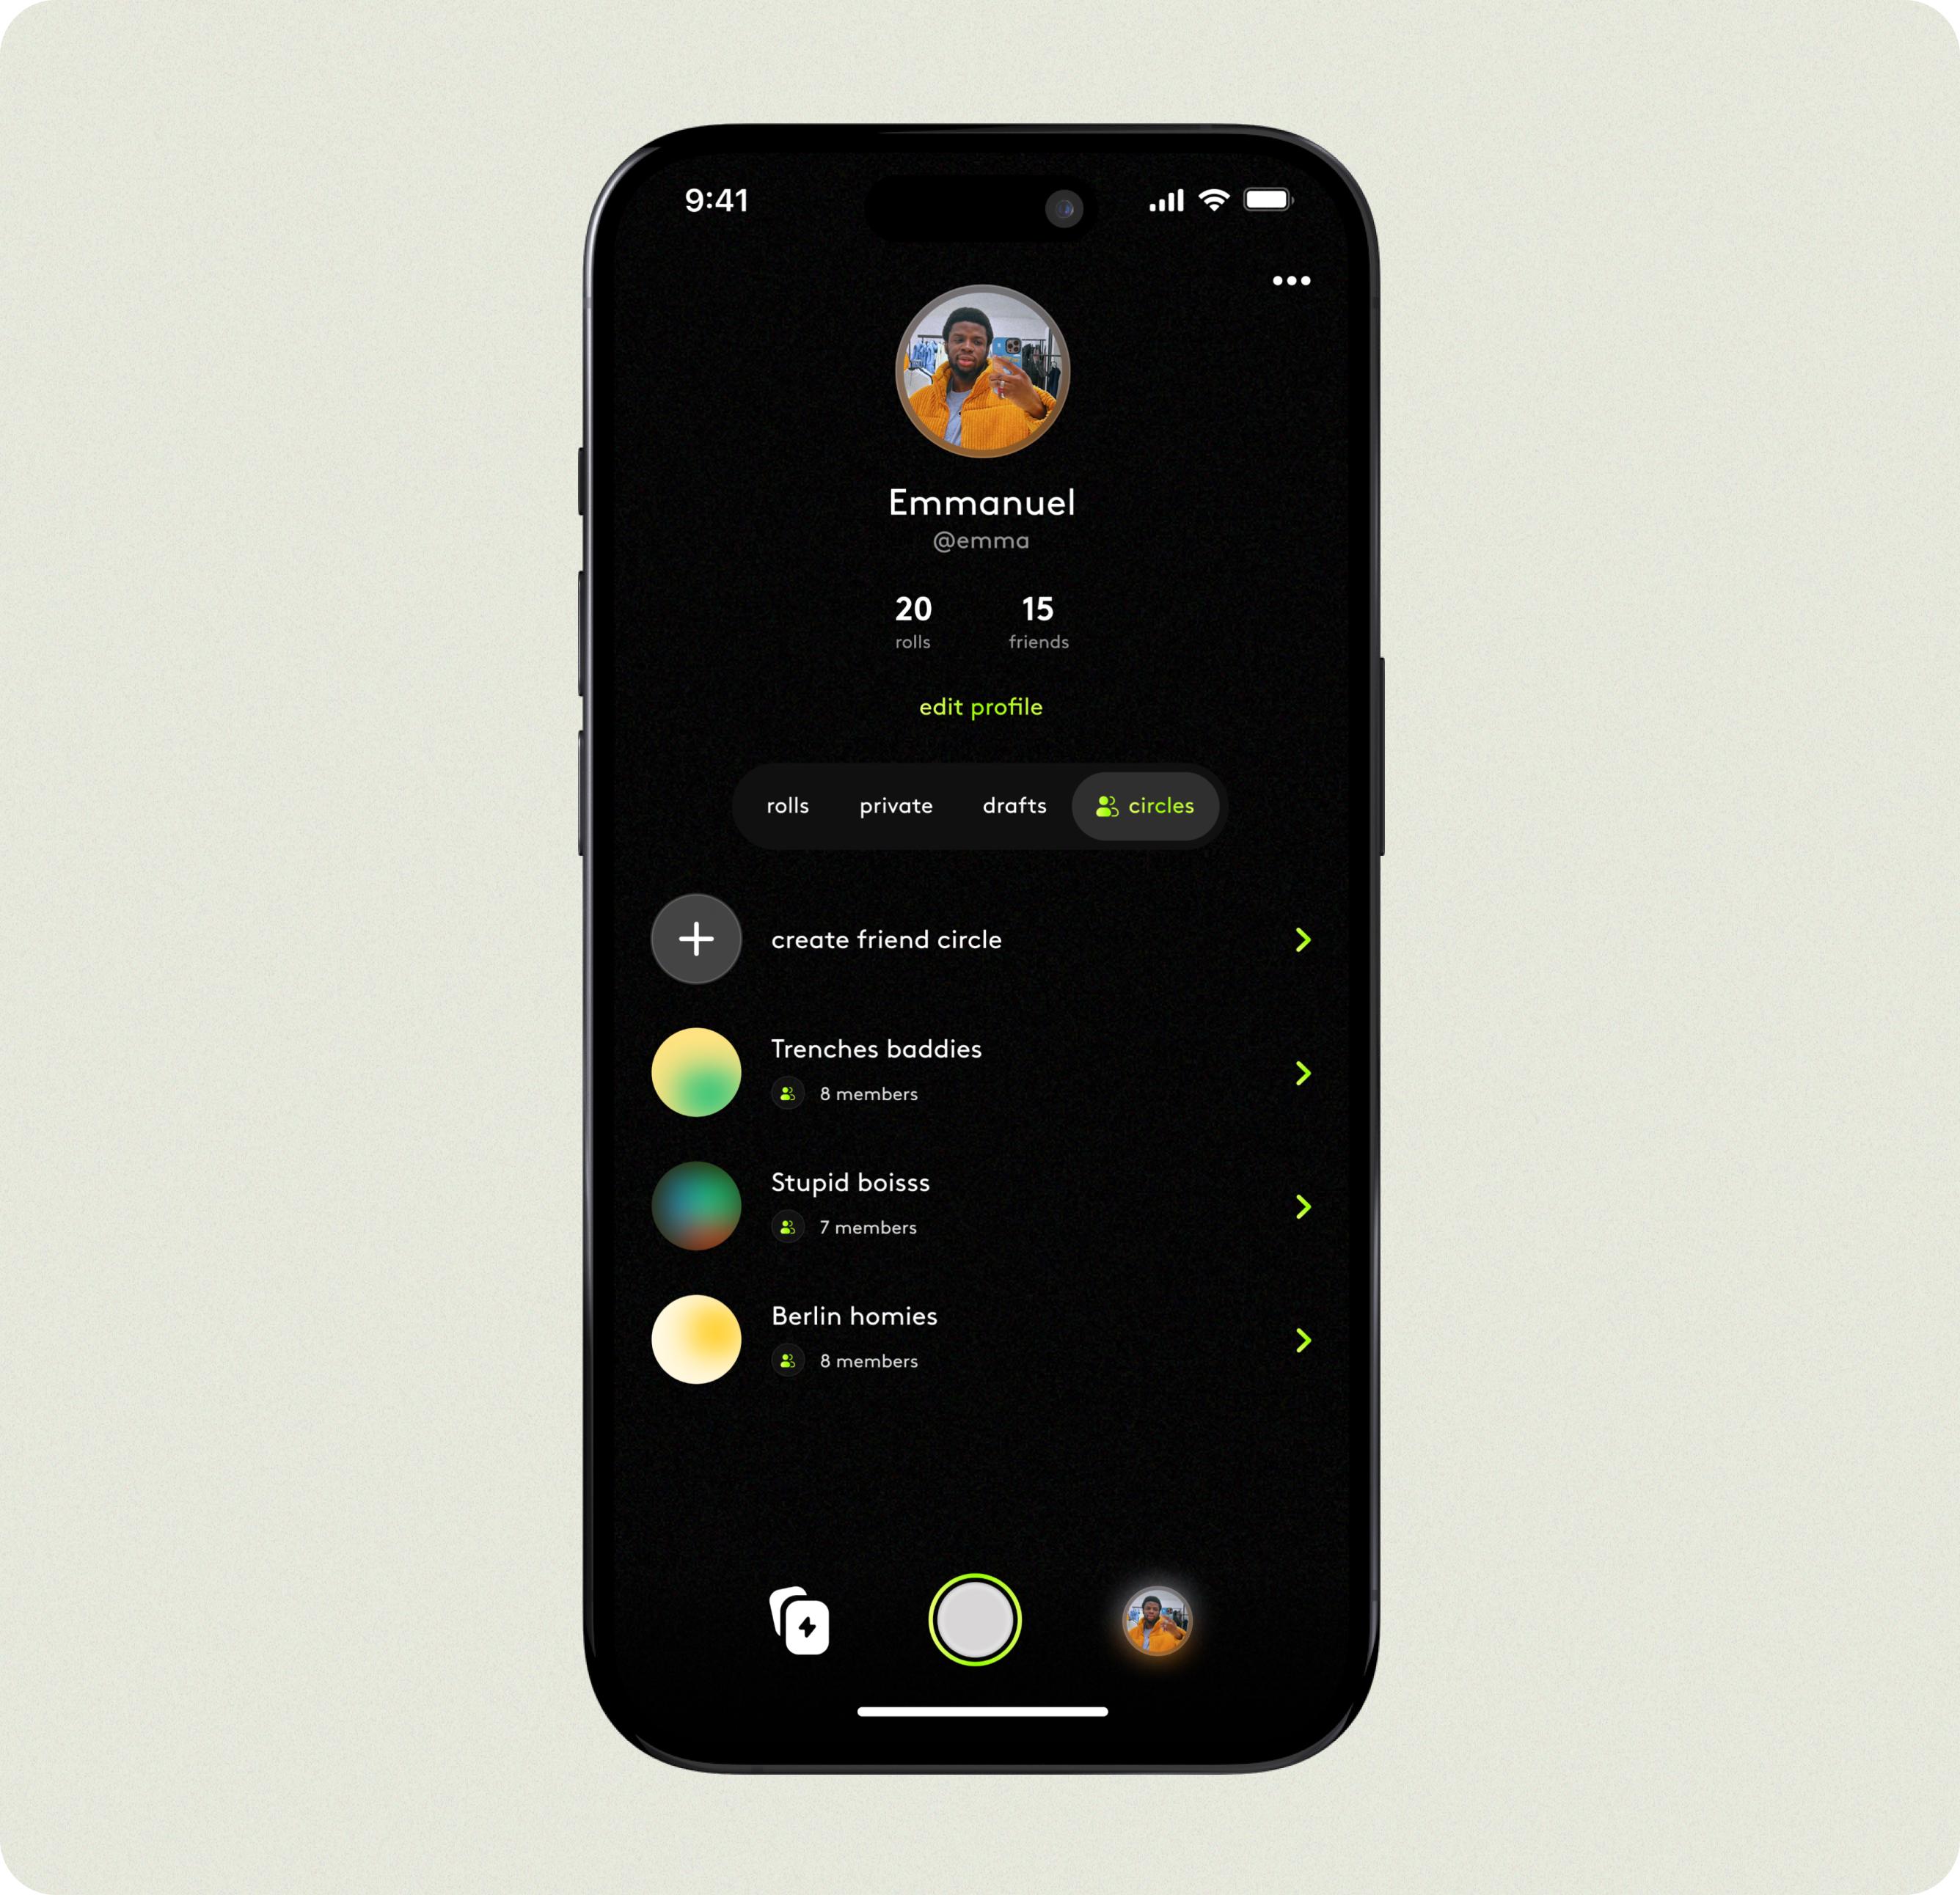 9:41
Emmanuel
@emma
20 15
rolls friends
edit profile
rolls private drafts circles
create friend circle
Trenches baddies
8 members
Stupid boisss
7 members
Berlin homies
8 members